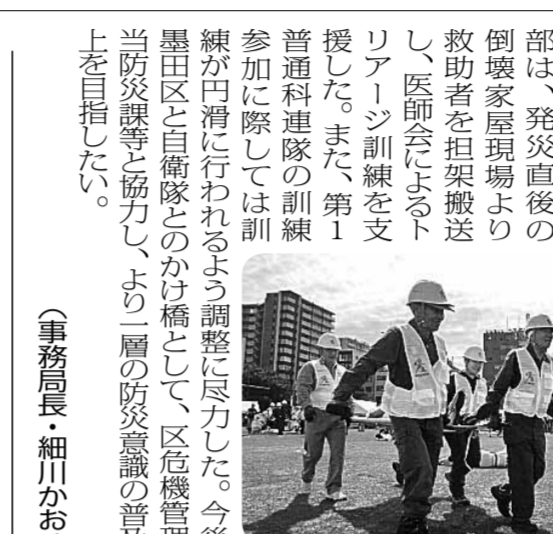 部は、発災直後の
倒壊家屋現場より
救助者を担架搬送
し、医師会によるト
リアージ訓練を支
援した。また、第1
普通科連隊の訓練
参加に際しては訓
練が円滑に行われるよう調整に尽力した。今後
墨田区と自衛隊とのかけ橋として、区危機管理
当防災課等と協力し、より一層の防災意識の普及
上を目指したい。
（事務局長・細川かお